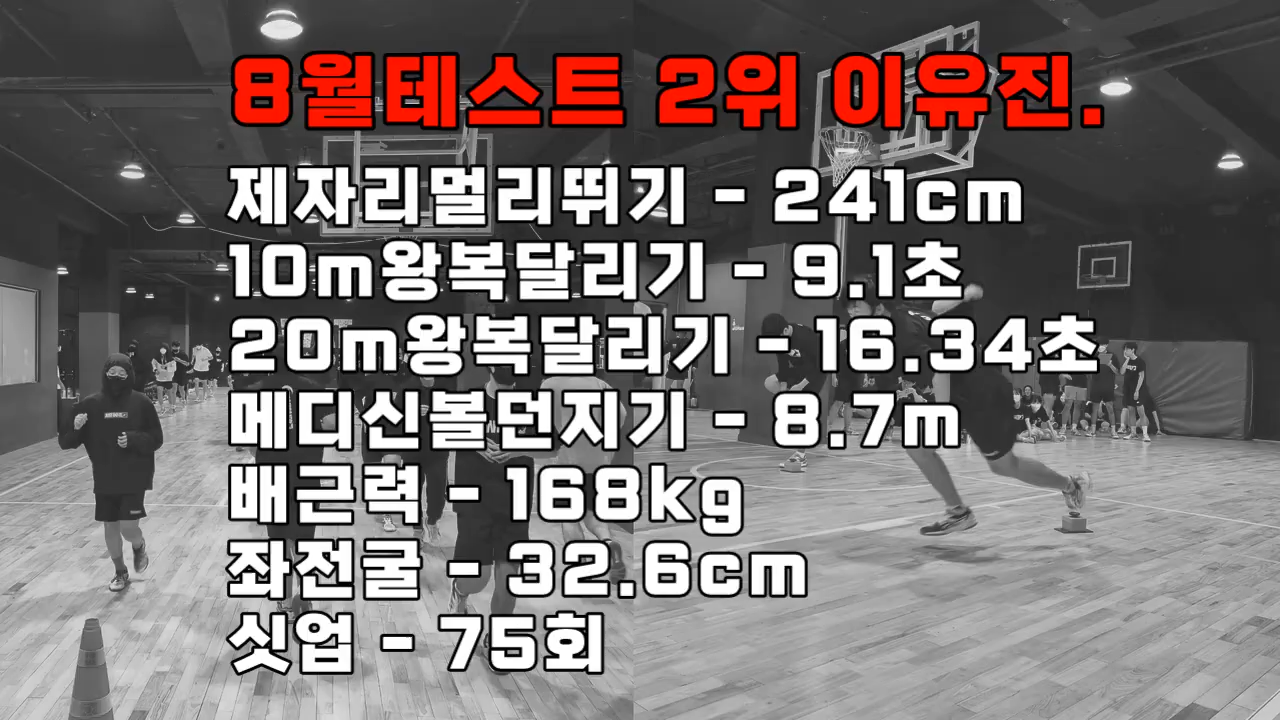 8월테스트 2위 이유진.
제자리멀리뛰기 - 241cm
10m왕복달리기 - 9.1초
20m왕복달리기 - 16.34초
메디신볼던지기 - 8.7m
배근력 - 168kg
좌전굴 - 32.6cm
싯업 - 75회